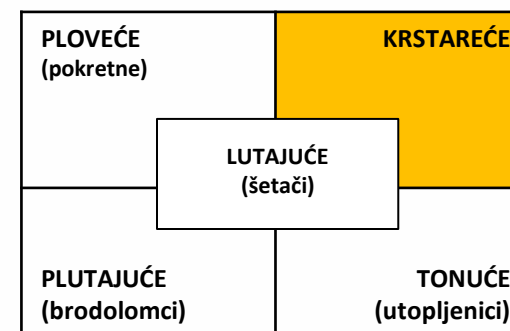 PLOVEĆE
(pokretne)
KRSTAREĆE
LUTAJUĆE
(šetači)
PLUTAJUĆE
(brodolomci)
TONUĆE
(utopljenici)